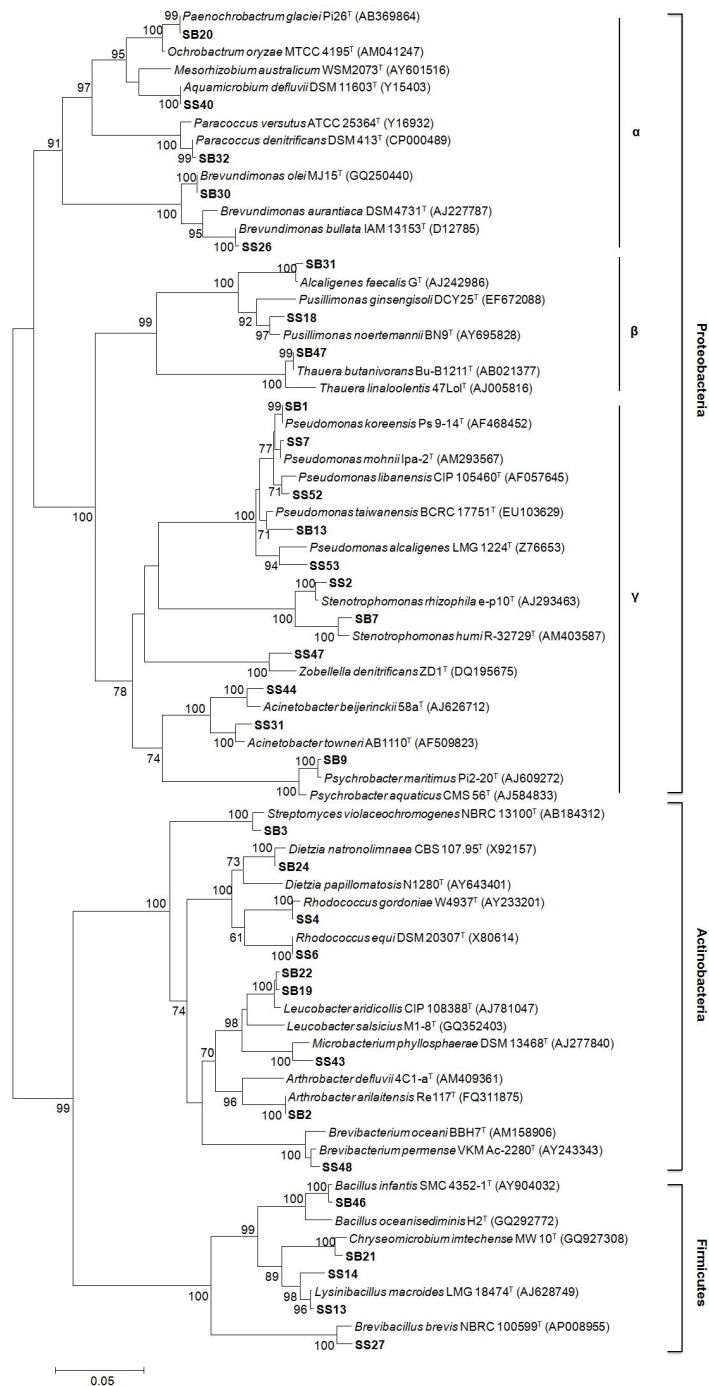 99 Paenochrobactrum glaciei Pi26ᵀ (AB369864)
100 SB20
95 Ochrobactrum oryzae MTCC 4195ᵀ (AM041247)
Mesorhizobium australicum WSM2073ᵀ (AY601516)
97 Aquamicrobium defluvii DSM 11603ᵀ (Y15403)
100 SS40
Paracoccus versutus ATCC 25364ᵀ (Y16932)
α
91 100 Paracoccus denitrificans DSM 413ᵀ (CP000489)
99 SB32
Brevundimonas olei MJ15ᵀ (GQ250440)
SB30
100 Brevundimonas aurantiaca DSM 4731ᵀ (AJ227787)
95 Brevundimonas bullata IAM 13153ᵀ (D12785)
100 SS26
100 SB31
100 Alcaligenes faecalis Gᵀ (AJ242986)
Pusillimonas ginsengisoli DCY25ᵀ (EF672088)
92 SS18
99 97 Pusillimonas noertemannii BN9ᵀ (AY695828)
β
Proteobacteria
99 SB47
Thauera butanivorans Bu-B1211ᵀ (AB021377)
100 Thauera linaloolentis 47Lolᵀ (AJ005816)
99 SB1
Pseudomonas koreensis Ps 9-14ᵀ (AF468452)
77 SS7
Pseudomonas mohnii Ipa-2ᵀ (AM293567)
Pseudomonas libanensis CIP 105460ᵀ (AF057645)
71 SS52
100 100 Pseudomonas taiwanensis BCRC 17751ᵀ (EU103629)
71 SB13
Pseudomonas alcaligenes LMG 1224ᵀ (Z76653)
94 SS53
100 SS2
Stenotrophomonas rhizophila e-p10ᵀ (AJ293463)
γ
100 SB7
100 Stenotrophomonas humi R-32729ᵀ (AM403587)
SS47
100 Zobellella denitrificans ZD1ᵀ (DQ195675)
78 100 SS44
100 Acinetobacter beijerinckii 58aᵀ (AJ626712)
SS31
100 Acinetobacter towneri AB1110ᵀ (AF509823)
74 100 SB9
Psychrobacter maritimus Pi2-20ᵀ (AJ609272)
100 Psychrobacter aquaticus CMS 56ᵀ (AJ584833)
Streptomyces violaceochromogenes NBRC 13100ᵀ (AB184312)
SB3
Dietzia natronolimnaea CBS 107.95ᵀ (X92157)
73 100 SB24
Dietzia papillomatosis N1280ᵀ (AY643401)
100 100 100 Rhodococcus gordoniae W4937ᵀ (AY233201)
SS4
61 Rhodococcus equi DSM 20307ᵀ (X80614)
100 SS6
SB22
Actinobacteria
100 SB19
74 Leucobacter aridicollis CIP 108388ᵀ (AJ781047)
98 Leucobacter salsicius M1-8ᵀ (GQ352403)
Microbacterium phyllosphaerae DSM 13468ᵀ (AJ277840)
70 100 SS43
Arthrobacter defluvii 4C1-aᵀ (AM409361)
96 Arthrobacter arilaitensis Re117ᵀ (FQ311875)
99 100 SB2
Brevibacterium oceani BBH7ᵀ (AM158906)
100 Brevibacterium permense VKM Ac-2280ᵀ (AY243343)
SS48
Bacillus infantis SMC 4352-1ᵀ (AY904032)
100 SB46
99 Bacillus oceanisediminis H2ᵀ (GQ292772)
100 Chryseomicrobium imtechense MW 10ᵀ (GQ927308)
SB21
89 SS14
Firmicutes
98 Lysinibacillus macroides LMG 18474ᵀ (AJ628749)
100 96 SS13
Brevibacillus brevis NBRC 100599ᵀ (AP008955)
100 SS27
0.05